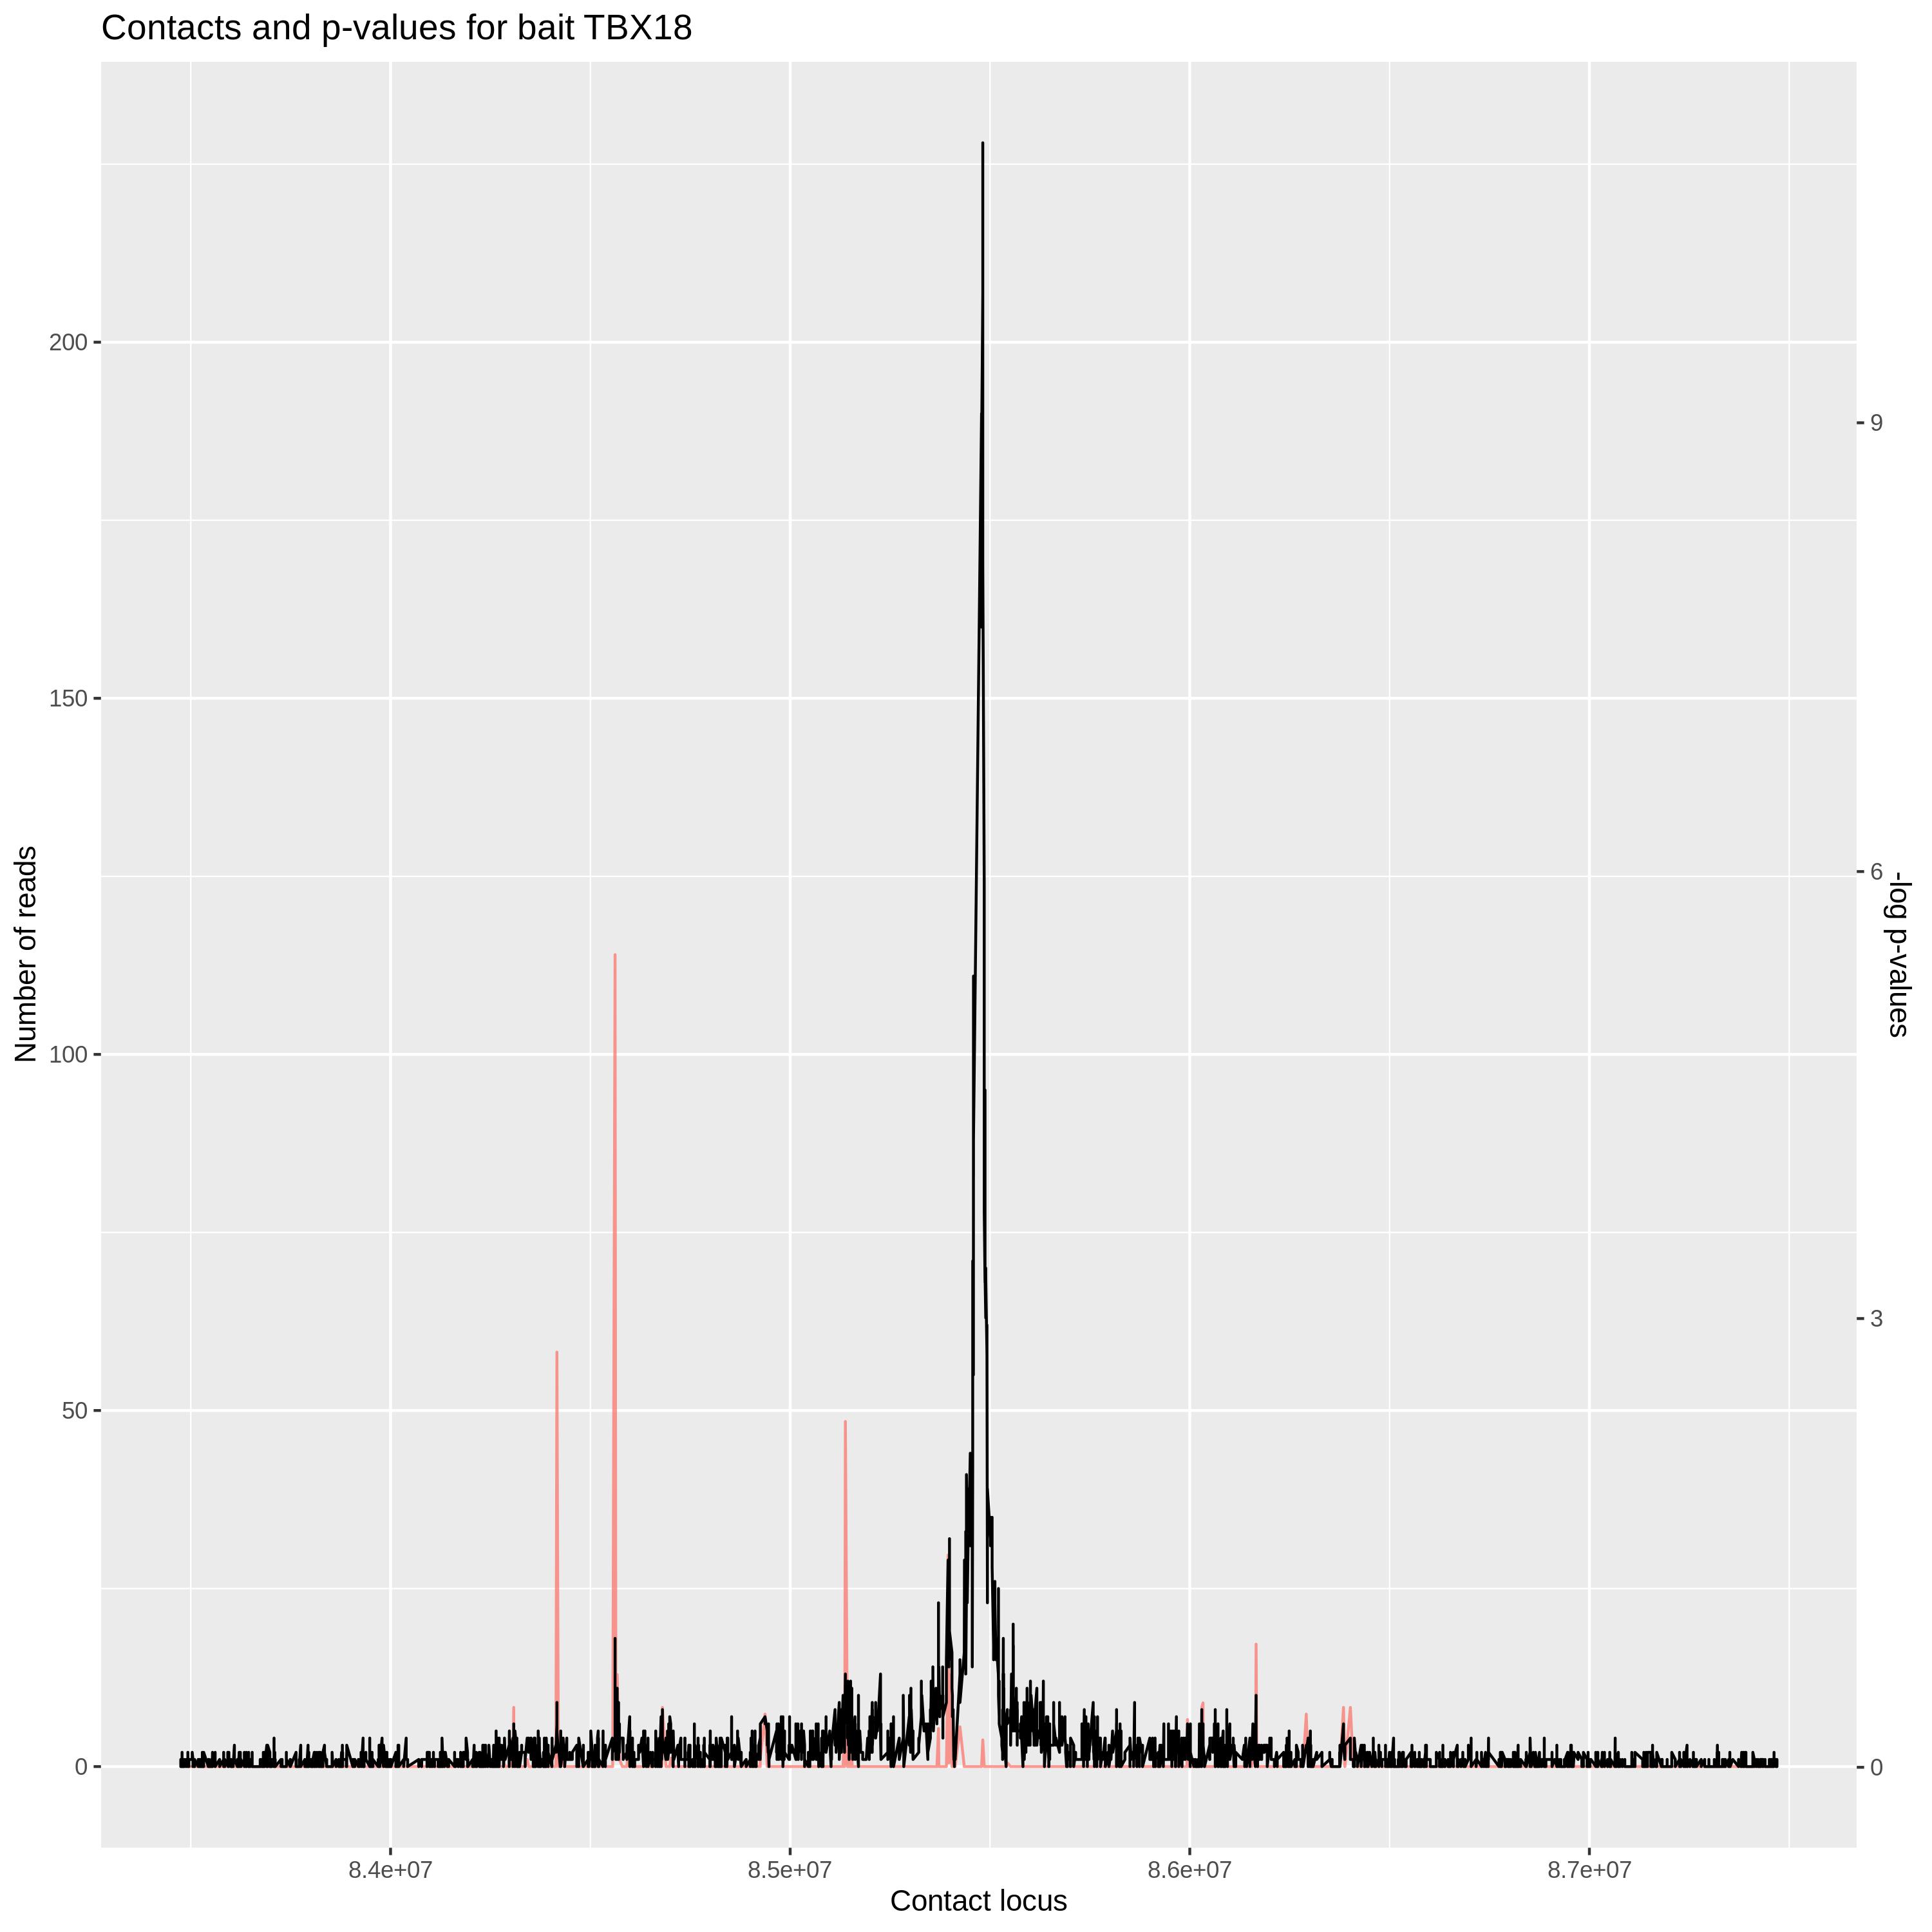 Contacts and p-values for bait TBX18
200
150
100
50
0
Number of reads
9
6
3
0
-log p-values
8.4e+07
8.5e+07
8.6e+07
8.7e+07
Contact locus